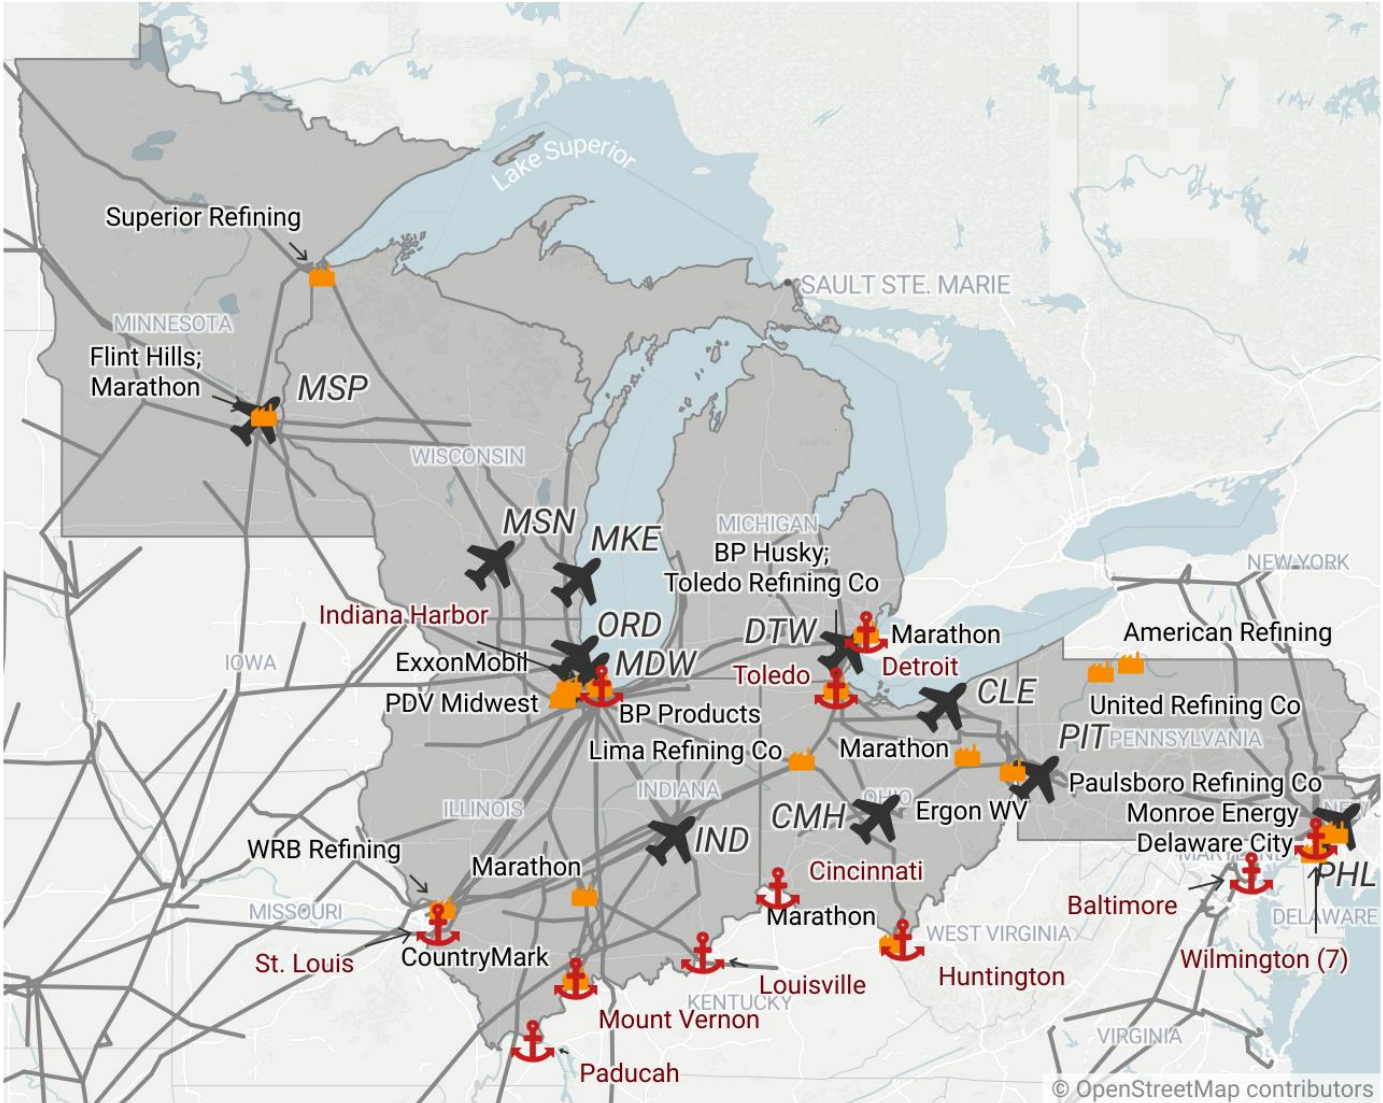 Lake Superior
Superior Refining
SAULT STE. MARIE
MINNESOTA
Flint Hills;
Marathon
MSP
WISCONSIN
MSN
MKE
MICHIGAN
BP Husky;
Toledo Refining Co
NEW YORK
Indiana Harbor
ORD
DTW
Marathon
American Refining
IOWA
ExxonMobil
MDW
Toledo
Detroit
PDV Midwest
BP Products
CLE
United Refining Co
Lima Refining Co
Marathon
PIT
PENNSYLVANIA
INDIANA
Paulsboro Refining Co
ILLINOIS
OHIO
Ergon WV
Monroe Energy
NEW
CMH
IND
Delaware City
WRB Refining
MARYLAND
Marathon
Cincinnati
PHL
MISSOURI
Marathon
Baltimore
DELAWARE
WEST VIRGINIA
St. Louis
CountryMark
Wilmington (7)
Louisville
Huntington
KENTUCKY
Mount Vernon
VIRGINIA
Paducah
© OpenStreetMap contributors